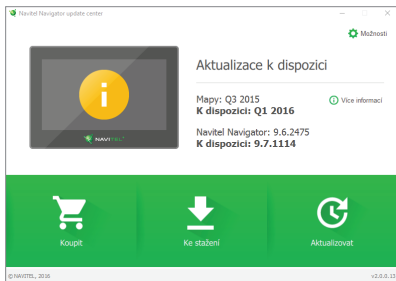 Navitel Navigator update center
Možnosti
Aktualizace k dispozici
Mapy: Q3 2015
Více informací
K dispozici: Q1 2016
Navitel Navigator: 9.6.2475
K dispozici: 9.7.1114
NAVITEL
Koupit
Ke stažení
Aktualizovat
© NAVITEL, 2016
v2.0.0.13